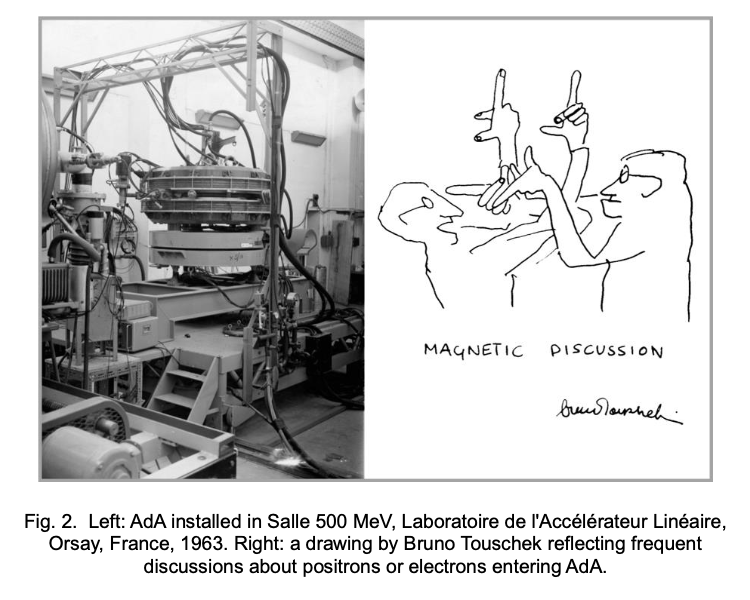 MAGNETIC DISCUSSION
Bruno Touschek
Fig. 2. Left: AdA installed in Salle 500 MeV, Laboratoire de l'Accélérateur Linéaire,
Orsay, France, 1963. Right: a drawing by Bruno Touschek reflecting frequent
discussions about positrons or electrons entering AdA.